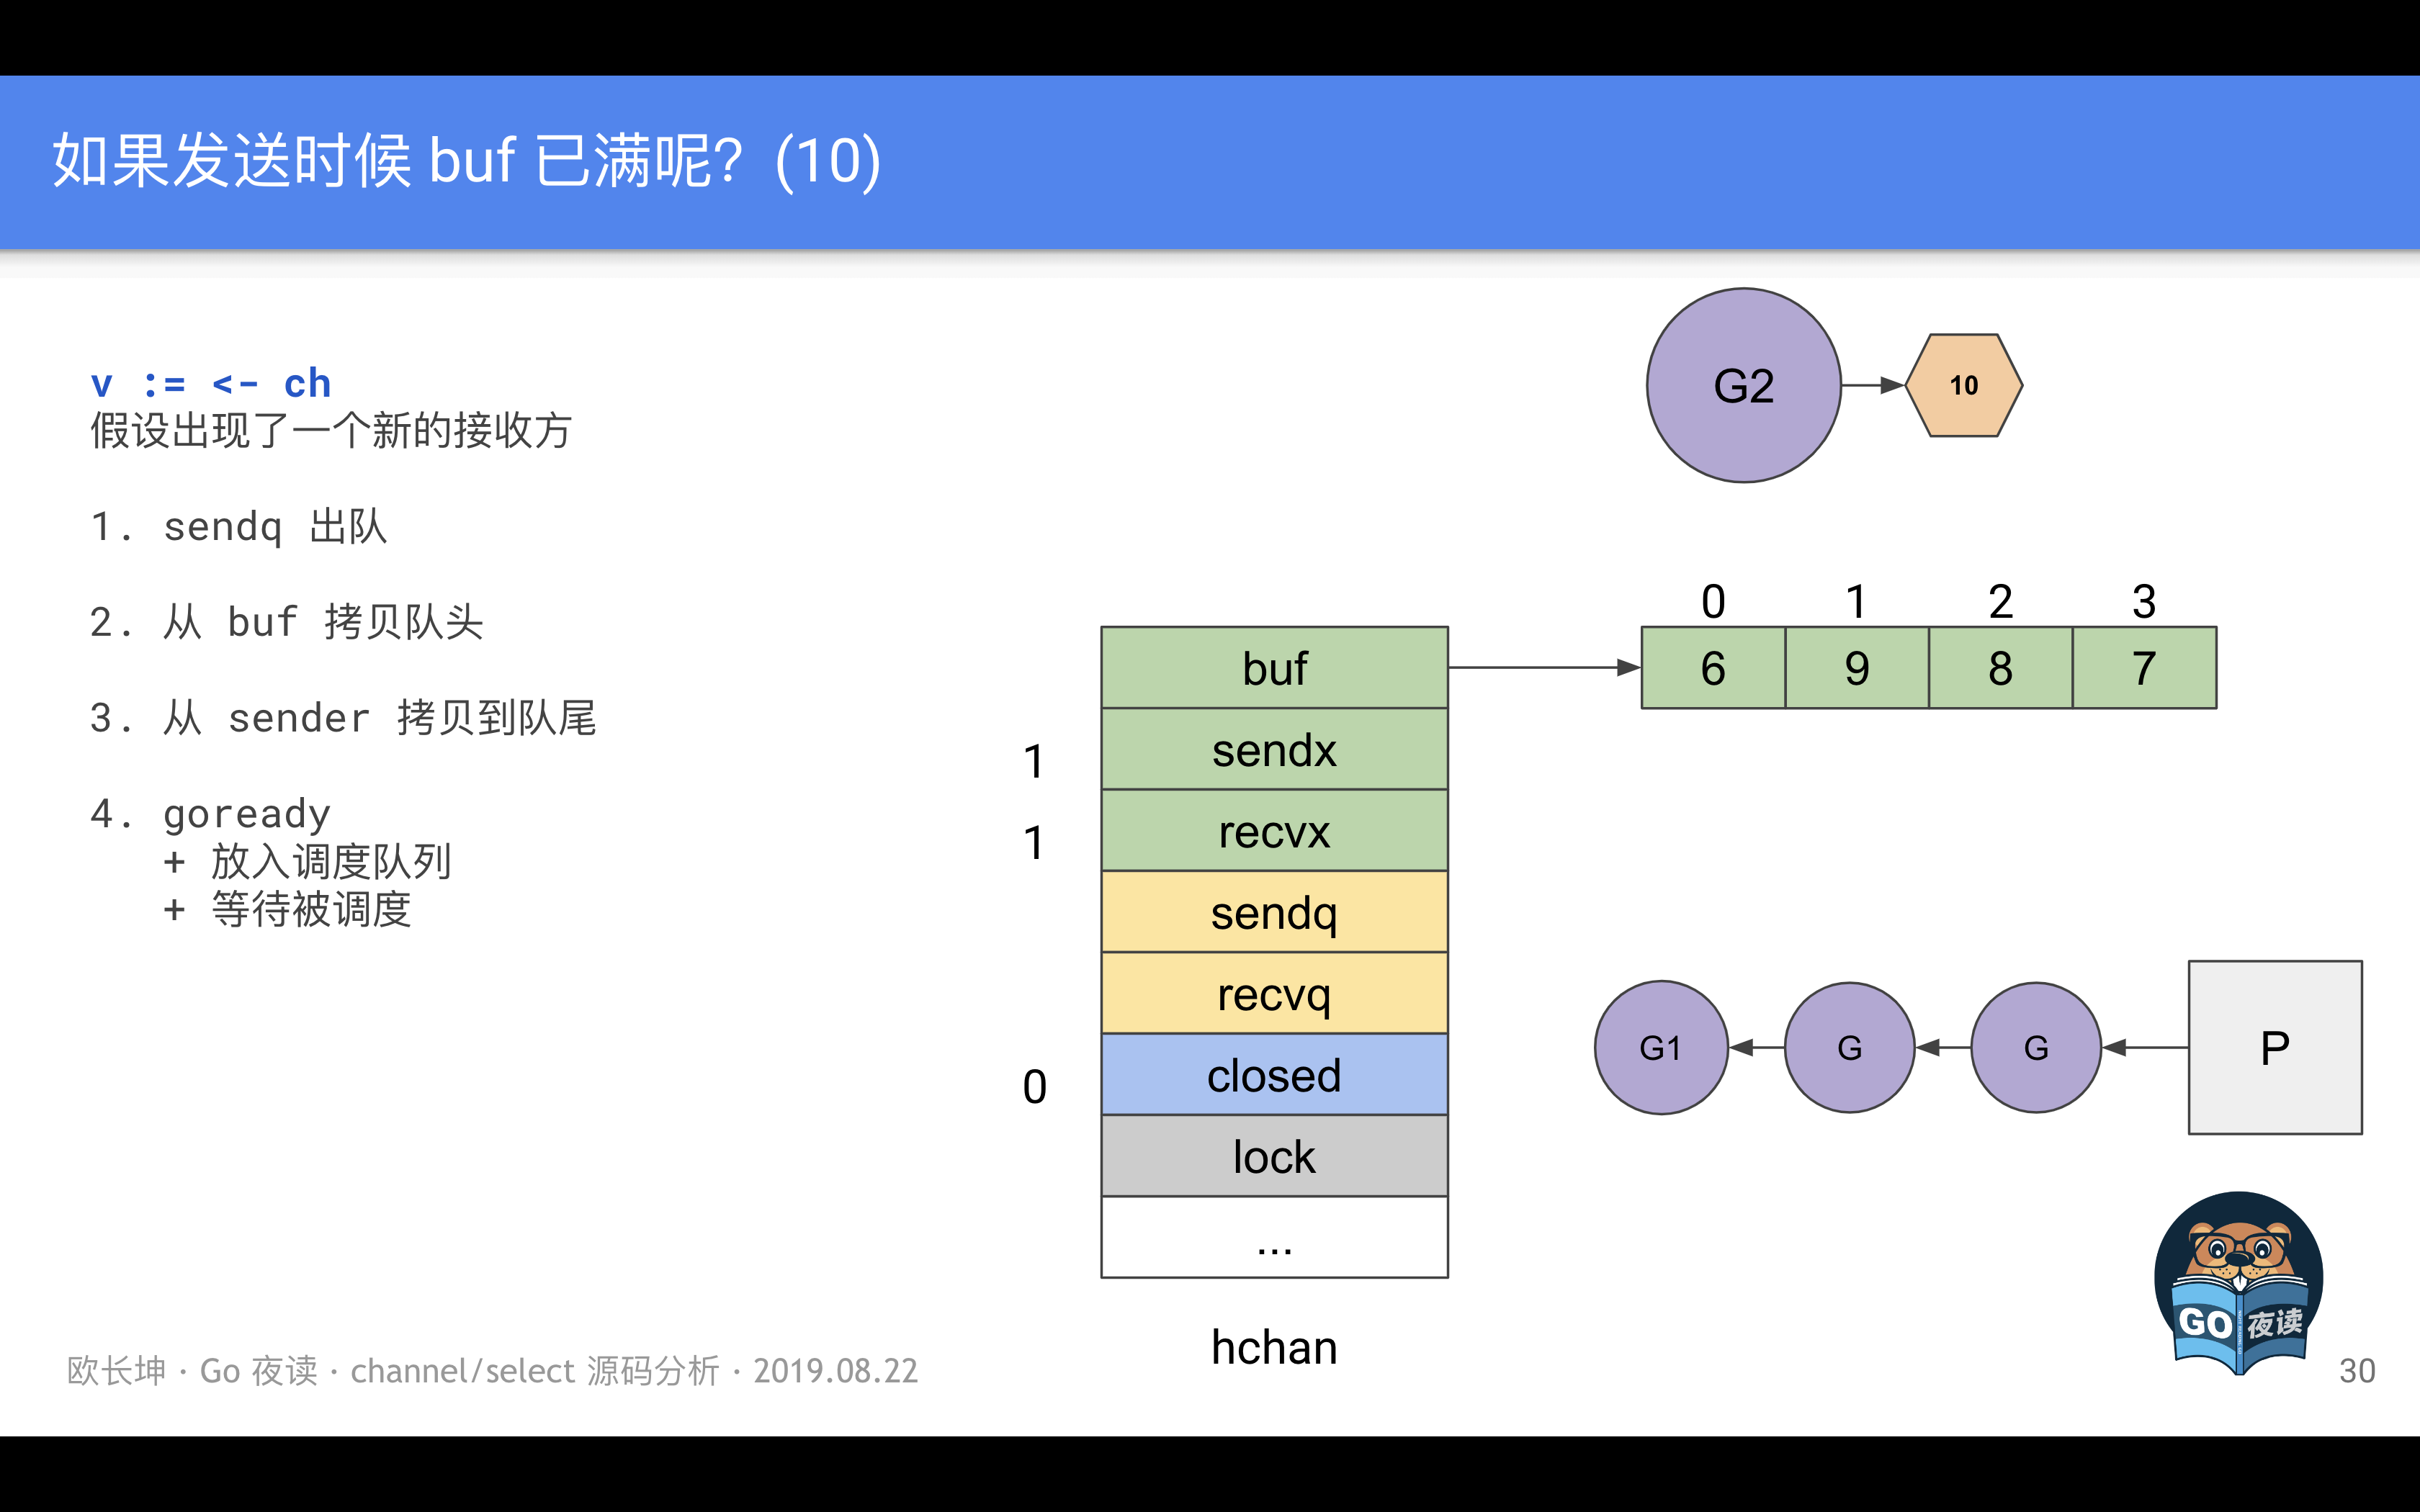 如果发送时候 buf 已满呢？(10)
v := <- ch
假设出现了一个新的接收方
1. sendq 出队
2. 从 buf 拷贝队头
3. 从 sender 拷贝到队尾
4. goready
+ 放入调度队列
+ 等待被调度
G2
10
0 1 2 3
buf
6 9 8 7
1
sendx
1
recvx
sendq
recvq
0
closed
lock
...
hchan
G1
G
G
P
GO 夜读
欧长坤 · Go 夜读 · channel/select 源码分析 · 2019.08.22
30